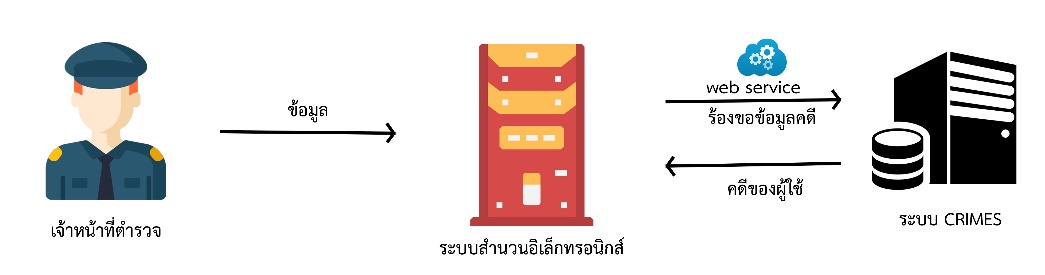 ข้อมูล
web service
ร้องขอข้อมูลคดี
คดีของผู้ใช้
เจ้าหน้าที่ตำรวจ
ระบบสำนวนอิเล็กทรอนิกส์
ระบบ CRIMES